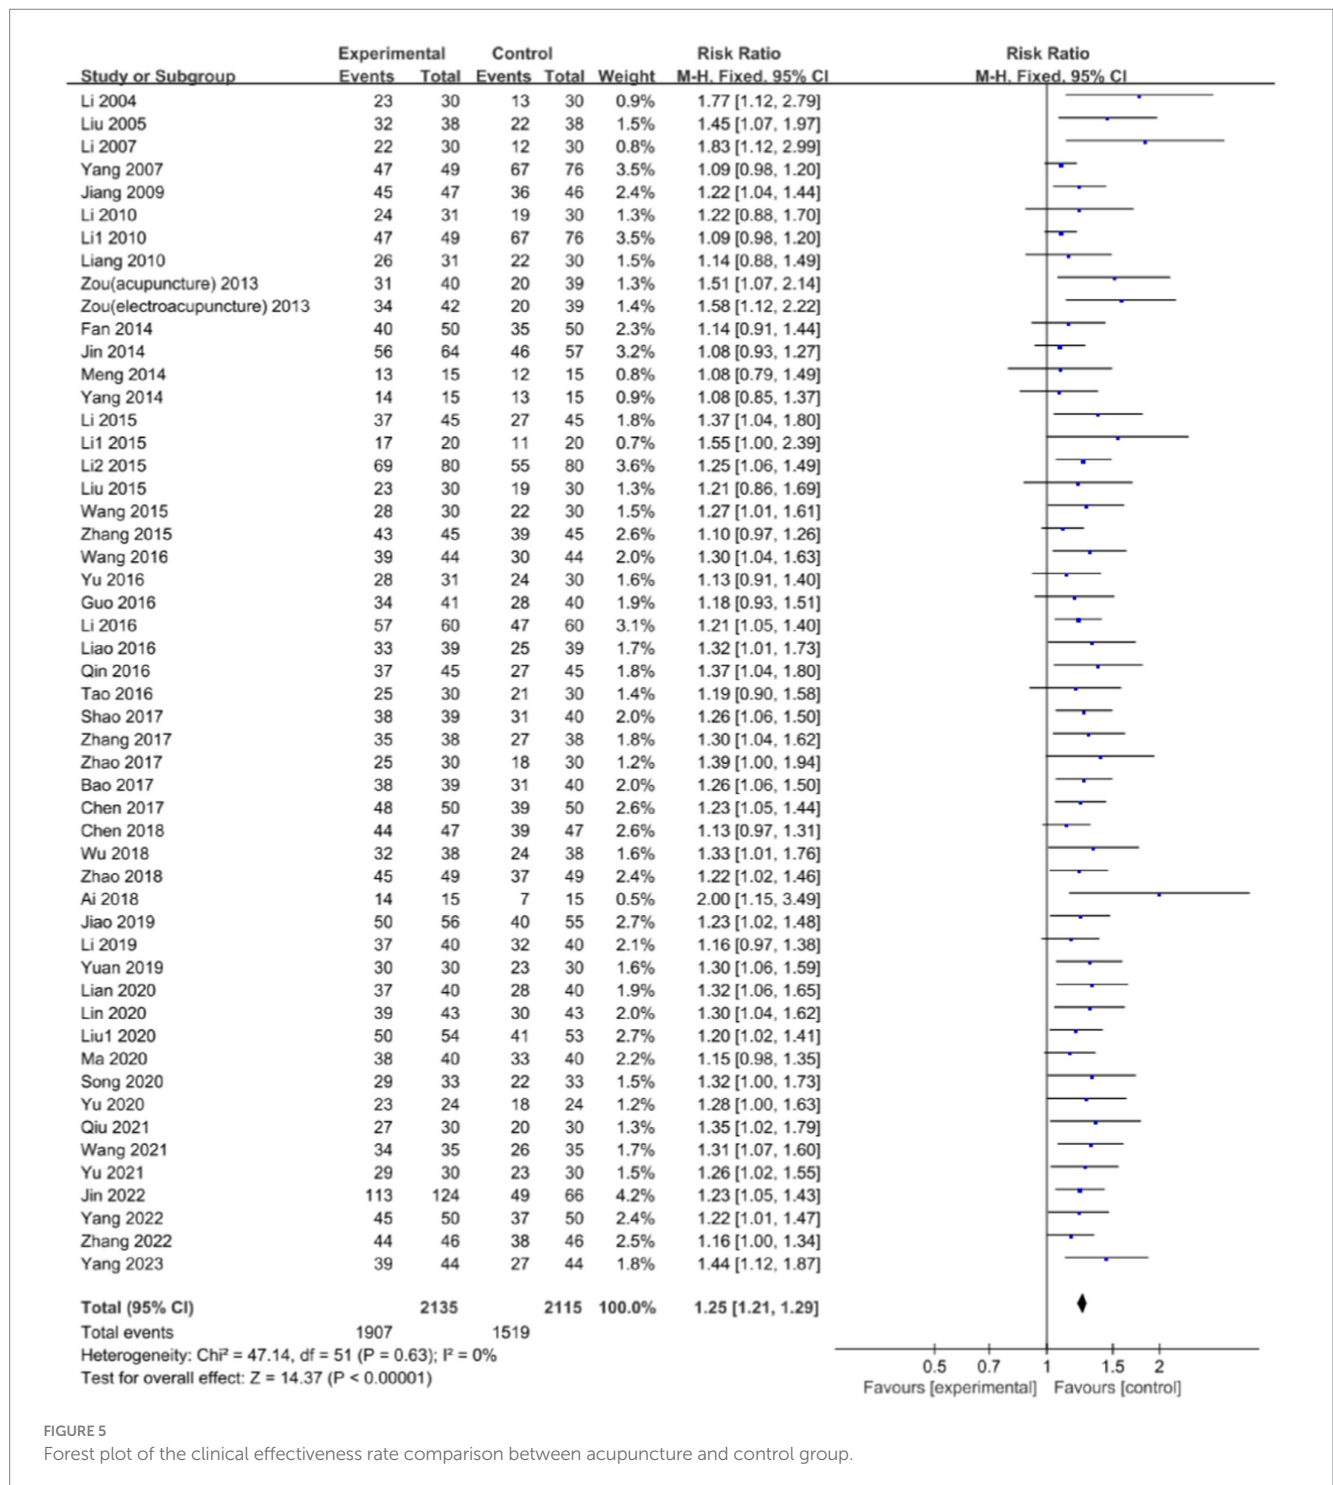 Experimental Control Risk Ratio Risk Ratio
Study or Subgroup Events Total Events Total Weight M-H. Fixed. 95% CI M-H. Fixed. 95% CI
Li 2004 23 30 13 30 0.9% 1.77 [1.12, 2.79]
Liu 2005 32 38 22 38 1.5% 1.45 [1.07, 1.97]
Li 2007 22 30 12 30 0.8% 1.83 [1.12, 2.99]
Yang 2007 47 49 67 76 3.5% 1.09 [0.98, 1.20]
Jiang 2009 45 47 36 46 2.4% 1.22 [1.04, 1.44]
Li 2010 24 31 19 30 1.3% 1.22 [0.88, 1.70]
Li1 2010 47 49 67 76 3.5% 1.09 [0.98, 1.20]
Liang 2010 26 31 22 30 1.5% 1.14 [0.88, 1.49]
Zou(acupuncture) 2013 31 40 20 39 1.3% 1.51 [1.07, 2.14]
Zou(electroacupuncture) 2013 34 42 20 39 1.4% 1.58 [1.12, 2.22]
Fan 2014 40 50 35 50 2.3% 1.14 [0.91, 1.44]
Jin 2014 56 64 46 57 3.2% 1.08 [0.93, 1.27]
Meng 2014 13 15 12 15 0.8% 1.08 [0.79, 1.49]
Yang 2014 14 15 13 15 0.9% 1.08 [0.85, 1.37]
Li 2015 37 45 27 45 1.8% 1.37 [1.04, 1.80]
Li1 2015 17 20 11 20 0.7% 1.55 [1.00, 2.39]
Li2 2015 69 80 55 80 3.6% 1.25 [1.06, 1.49]
Liu 2015 23 30 19 30 1.3% 1.21 [0.86, 1.69]
Wang 2015 28 30 22 30 1.5% 1.27 [1.01, 1.61]
Zhang 2015 43 45 39 45 2.6% 1.10 [0.97, 1.26]
Wang 2016 39 44 30 44 2.0% 1.30 [1.04, 1.63]
Yu 2016 28 31 24 30 1.6% 1.13 [0.91, 1.40]
Guo 2016 34 41 28 40 1.9% 1.18 [0.93, 1.51]
Li 2016 57 60 47 60 3.1% 1.21 [1.05, 1.40]
Liao 2016 33 39 25 39 1.7% 1.32 [1.01, 1.73]
Qin 2016 37 45 27 45 1.8% 1.37 [1.04, 1.80]
Tao 2016 25 30 21 30 1.4% 1.19 [0.90, 1.58]
Shao 2017 38 39 31 40 2.0% 1.26 [1.06, 1.50]
Zhang 2017 35 38 27 38 1.8% 1.30 [1.04, 1.62]
Zhao 2017 25 30 18 30 1.2% 1.39 [1.00, 1.94]
Bao 2017 38 39 31 40 2.0% 1.26 [1.06, 1.50]
Chen 2017 48 50 39 50 2.6% 1.23 [1.05, 1.44]
Chen 2018 44 47 39 47 2.6% 1.13 [0.97, 1.31]
Wu 2018 32 38 24 38 1.6% 1.33 [1.01, 1.76]
Zhao 2018 45 49 37 49 2.4% 1.22 [1.02, 1.46]
Ai 2018 14 15 7 15 0.5% 2.00 [1.15, 3.49]
Jiao 2019 50 56 40 55 2.7% 1.23 [1.02, 1.48]
Li 2019 37 40 32 40 2.1% 1.16 [0.97, 1.38]
Yuan 2019 30 30 23 30 1.6% 1.30 [1.06, 1.59]
Lian 2020 37 40 28 40 1.9% 1.32 [1.06, 1.65]
Lin 2020 39 43 30 43 2.0% 1.30 [1.04, 1.62]
Liu1 2020 50 54 41 53 2.7% 1.20 [1.02, 1.41]
Ma 2020 38 40 33 40 2.2% 1.15 [0.98, 1.35]
Song 2020 29 33 22 33 1.5% 1.32 [1.00, 1.73]
Yu 2020 23 24 18 24 1.2% 1.28 [1.00, 1.63]
Qiu 2021 27 30 20 30 1.3% 1.35 [1.02, 1.79]
Wang 2021 34 35 26 35 1.7% 1.31 [1.07, 1.60]
Yu 2021 29 30 23 30 1.5% 1.26 [1.02, 1.55]
Jin 2022 113 124 49 66 4.2% 1.23 [1.05, 1.43]
Yang 2022 45 50 37 50 2.4% 1.22 [1.01, 1.47]
Zhang 2022 44 46 38 46 2.5% 1.16 [1.00, 1.34]
Yang 2023 39 44 27 44 1.8% 1.44 [1.12, 1.87]
Total (95% CI) 2135 2115 100.0% 1.25 [1.21, 1.29]
Total events 1907 1519
Heterogeneity: Chi² = 47.14, df = 51 (P = 0.63); I² = 0%
Test for overall effect: Z = 14.37 (P < 0.00001)
0.5 0.7 1 1.5 2
Favours [experimental] Favours [control]
FIGURE 5
Forest plot of the clinical effectiveness rate comparison between acupuncture and control group.